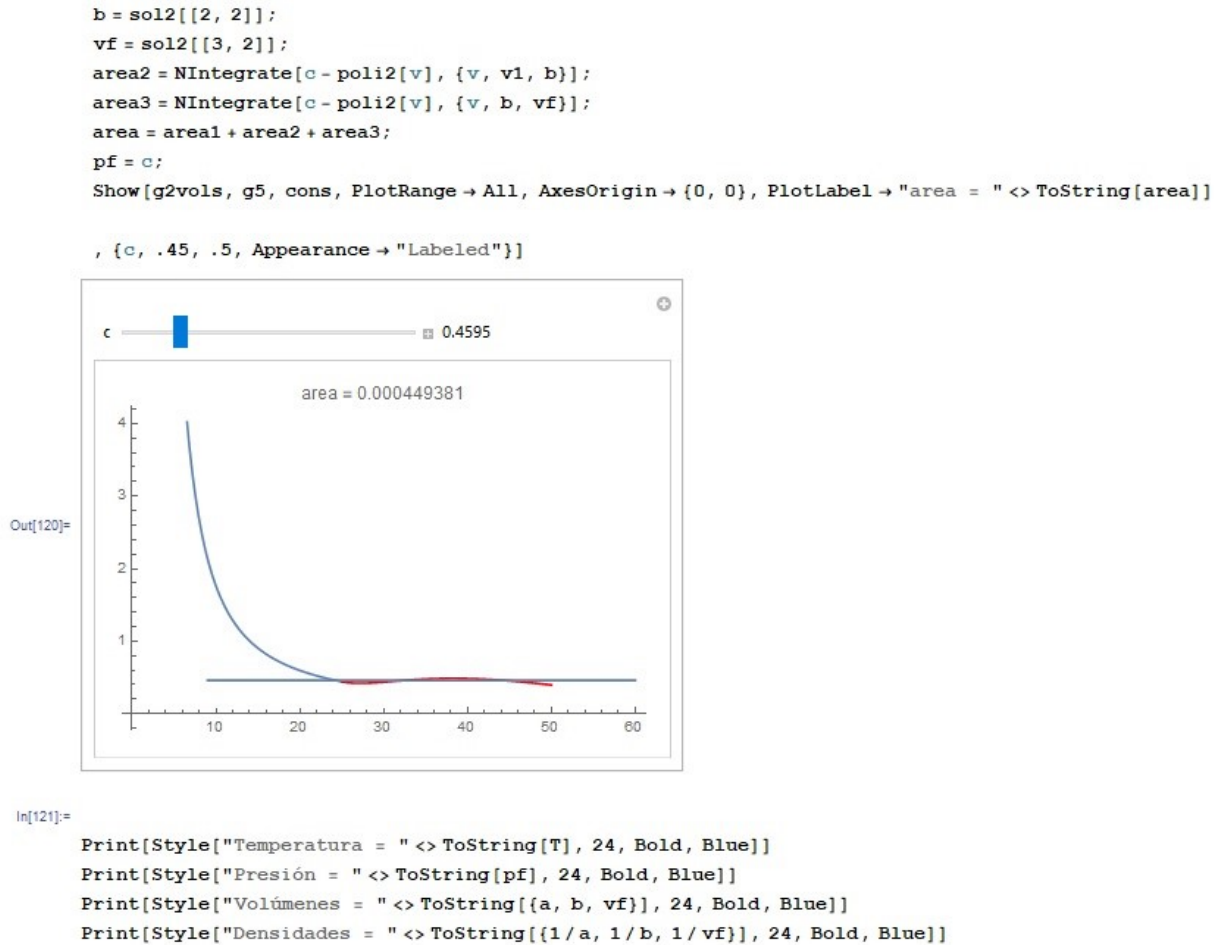 b = sol2[[2, 2]];
vf = sol2[[3, 2]];
area2 = NIntegrate[c - poli2[v], {v, v1, b}];
area3 = NIntegrate[c - poli2[v], {v, b, vf}];
area = area1 + area2 + area3;
pf = c;
Show[g2vols, g5, cons, PlotRange → All, AxesOrigin → {0, 0}, PlotLabel → "area = " <> ToString[area]]
, {c, .45, .5, Appearance → "Labeled"}]
c 0.4595
area = 0.000449381
4
3
2
1
10 20 30 40 50 60
Out[120]=
In[121]:=
Print[Style["Temperatura = " <> ToString[T], 24, Bold, Blue]]
Print[Style["Presión = " <> ToString[pf], 24, Bold, Blue]]
Print[Style["Volúmenes = " <> ToString[{a, b, vf}], 24, Bold, Blue]]
Print[Style["Densidades = " <> ToString[{1/a, 1/b, 1/vf}], 24, Bold, Blue]]